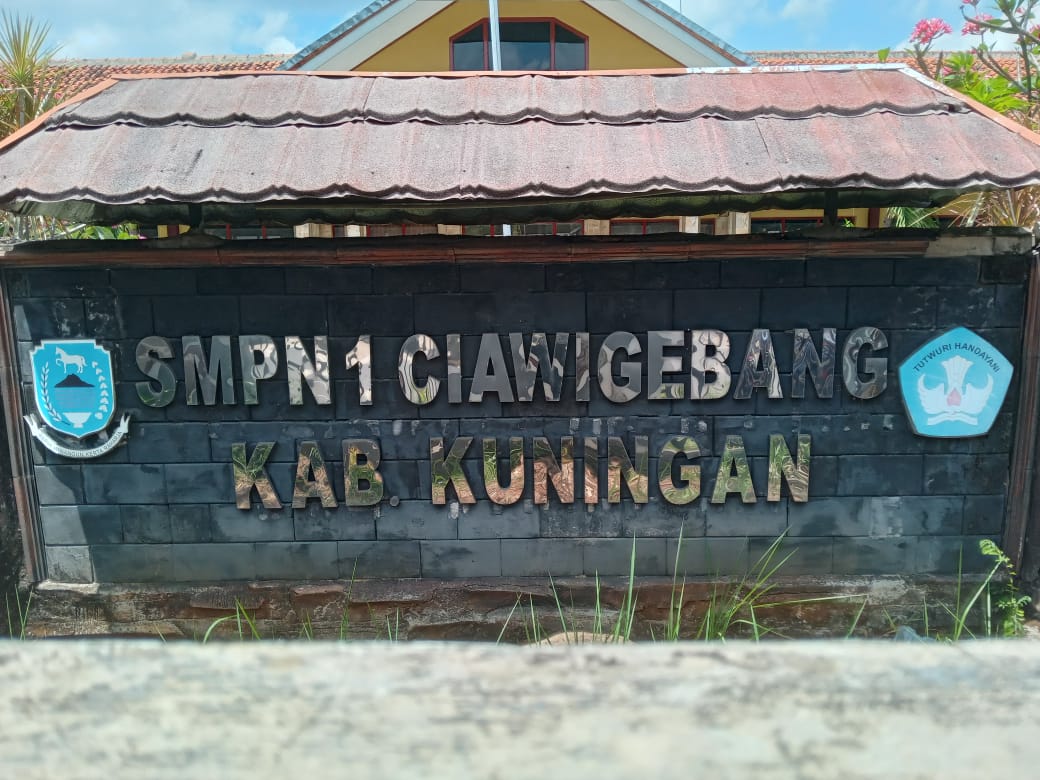 SMPN 1 CIAWIGEBANG
KAB. KUNINGAN
TUTWURI HANDAYANI